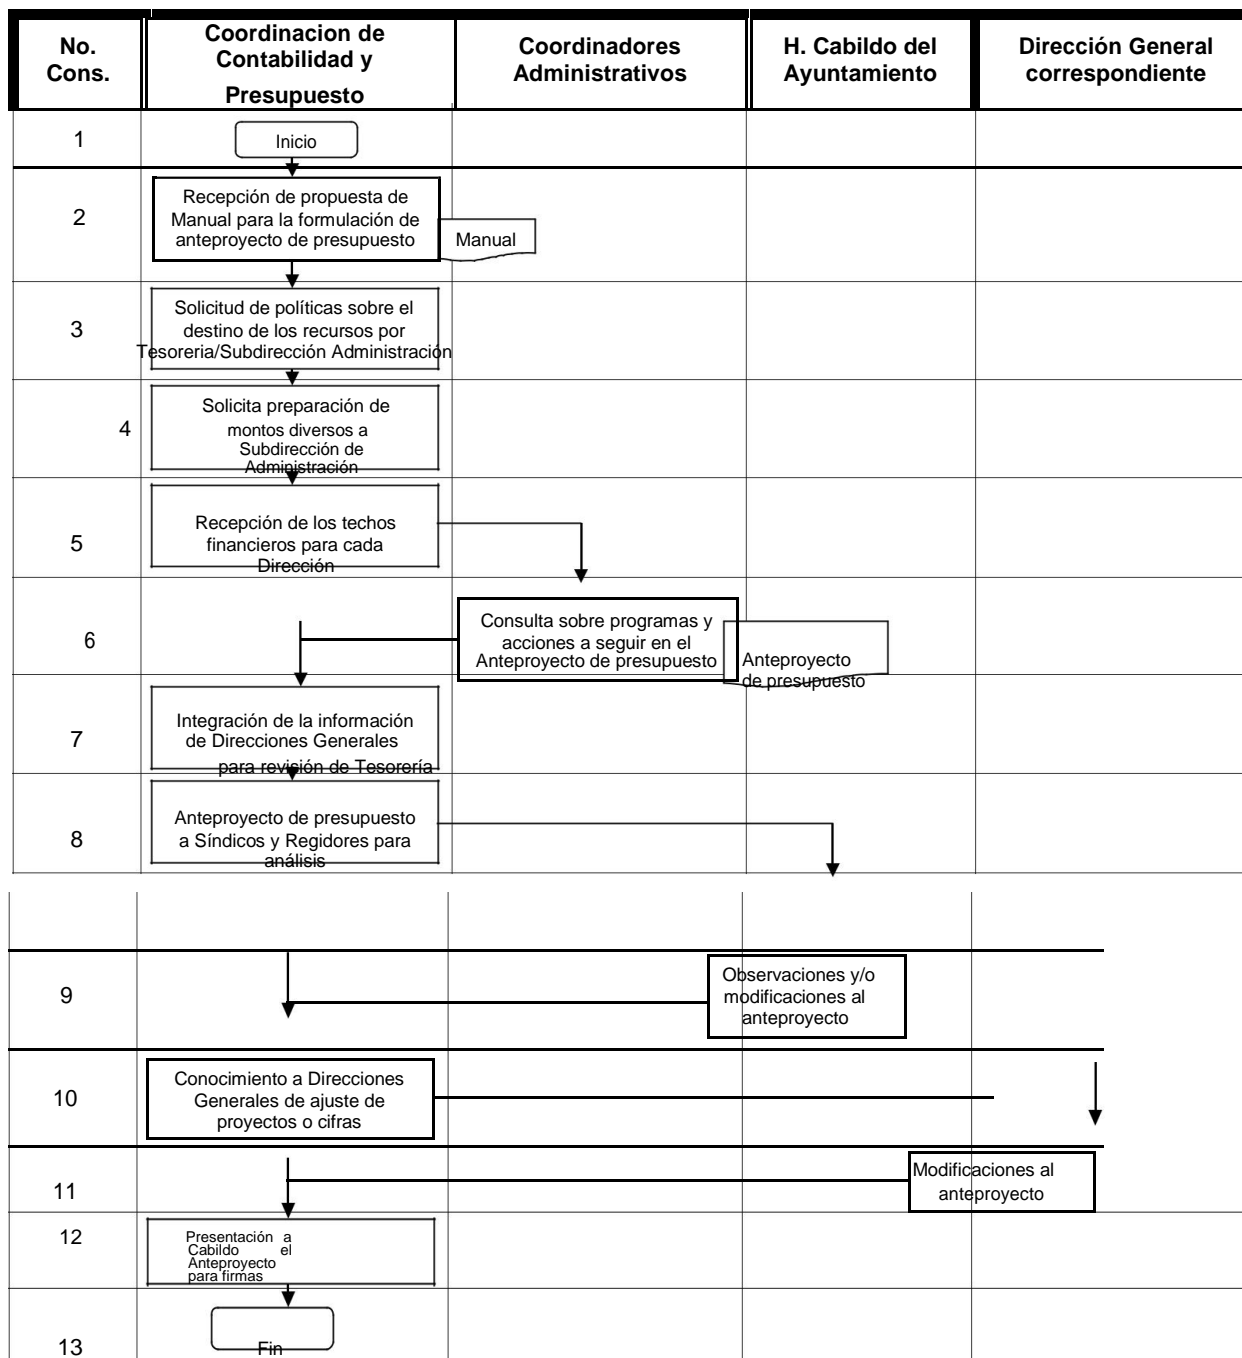 No.
Cons.
Coordinacion de
Contabilidad y
Presupuesto
Coordinadores
Administrativos
H. Cabildo del
Ayuntamiento
Dirección General
correspondiente
1
Inicio
2
Recepción de propuesta de
Manual para la formulación de
anteproyecto de presupuesto
Manual
3
Solicitud de políticas sobre el
destino de los recursos por
Tesoreria/Subdirección Administración
4
Solicita preparación de
montos diversos a
Subdirección de
Administración
5
Recepción de los techos
financieros para cada
Dirección
6
Consulta sobre programas y
acciones a seguir en el
Anteproyecto de presupuesto
Anteproyecto
de presupuesto
7
Integración de la información
de Direcciones Generales
para revisión de Tesorería
8
Anteproyecto de presupuesto
a Síndicos y Regidores para
análisis
9
Observaciones y/o
modificaciones al
anteproyecto
10
Conocimiento a Direcciones
Generales de ajuste de
proyectos o cifras
11
Modificaciones al
anteproyecto
12
Presentación a
Cabildo el
Anteproyecto
para firmas
13
Fin